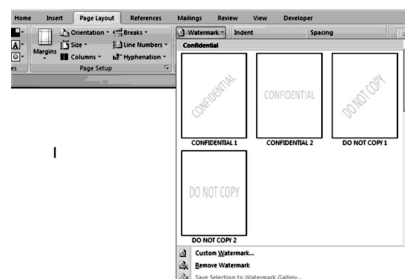 Home Insert Page Layout References Mailings Review View Developer
Orientation Breaks Watermark Indent Spacing
Margins Size Line Numbers
Columns Hyphenation
Page Setup
Confidential
CONFIDENTIAL CONFIDENTIAL DO NOT COPY
CONFIDENTIAL 1 CONFIDENTIAL 2 DO NOT COPY 1
DO NOT COPY
DO NOT COPY 2
Custom Watermark...
Remove Watermark
Save Selection to Watermark Gallery...